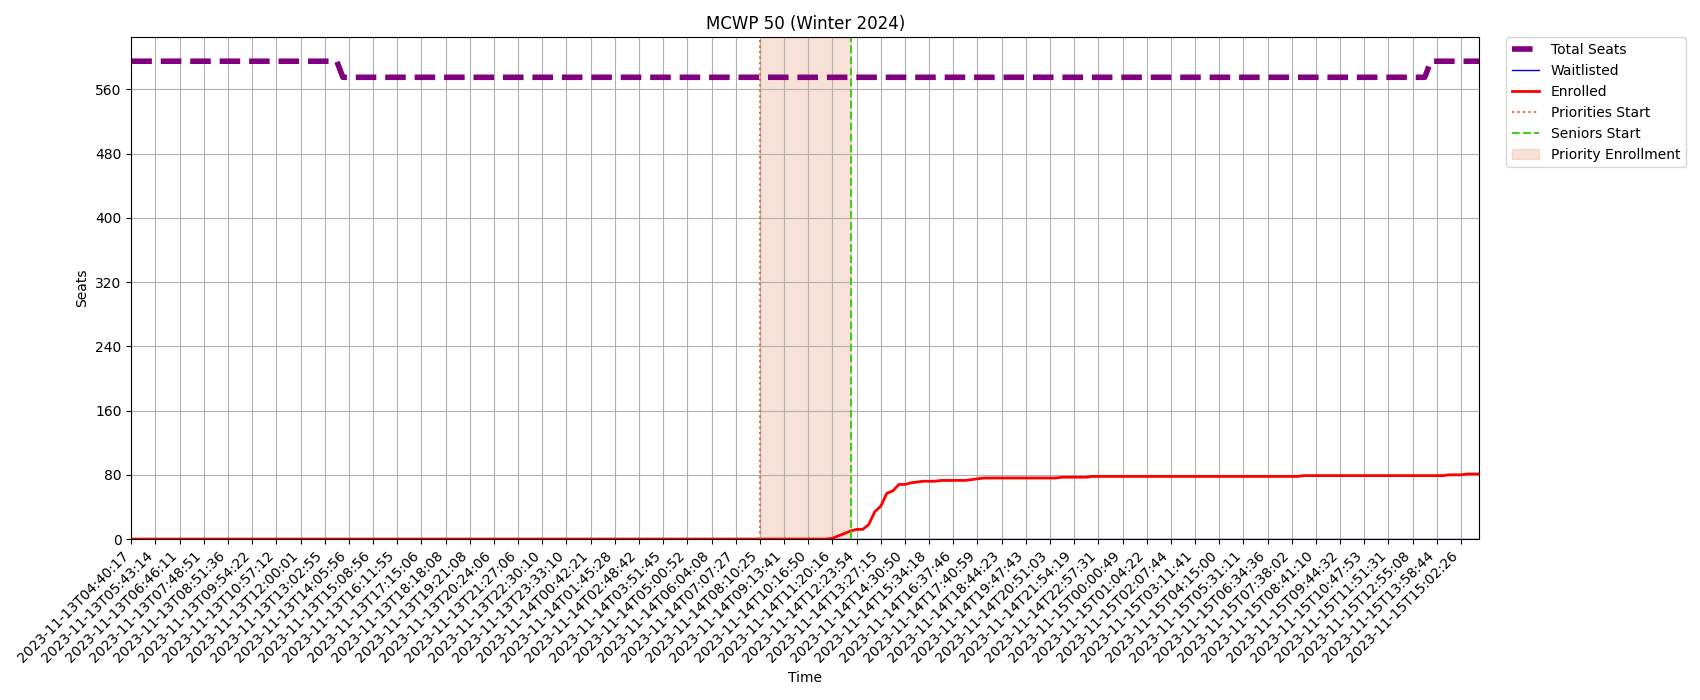 MCWP 50 (Winter 2024)
Total Seats
Waitlisted
Enrolled
Priorities Start
Seniors Start
Priority Enrollment
Seats
560
480
400
320
240
160
80
0
2023-11-13T04:40:17
2023-11-13T05:43:14
2023-11-13T06:46:11
2023-11-13T07:48:51
2023-11-13T08:51:36
2023-11-13T09:54:22
2023-11-13T10:57:12
2023-11-13T12:00:01
2023-11-13T13:02:55
2023-11-13T14:05:56
2023-11-13T15:08:56
2023-11-13T16:11:55
2023-11-13T17:15:06
2023-11-13T18:18:08
2023-11-13T19:21:08
2023-11-13T20:24:06
2023-11-13T21:27:06
2023-11-13T22:30:10
2023-11-13T23:33:10
2023-11-14T00:42:21
2023-11-14T01:45:28
2023-11-14T02:48:42
2023-11-14T03:51:45
2023-11-14T05:00:52
2023-11-14T06:04:08
2023-11-14T07:07:27
2023-11-14T08:10:25
2023-11-14T09:13:41
2023-11-14T10:16:50
2023-11-14T11:20:16
2023-11-14T12:23:54
2023-11-14T13:27:15
2023-11-14T14:30:50
2023-11-14T15:34:18
2023-11-14T16:37:46
2023-11-14T17:40:59
2023-11-14T18:44:23
2023-11-14T19:47:43
2023-11-14T20:51:03
2023-11-14T21:54:19
2023-11-14T22:57:31
2023-11-15T00:00:49
2023-11-15T01:04:22
2023-11-15T02:07:44
2023-11-15T03:11:41
2023-11-15T04:15:00
2023-11-15T05:31:11
2023-11-15T06:34:36
2023-11-15T07:38:02
2023-11-15T08:41:10
2023-11-15T09:44:32
2023-11-15T10:47:53
2023-11-15T11:51:31
2023-11-15T12:55:08
2023-11-15T13:58:44
2023-11-15T15:02:26
Time